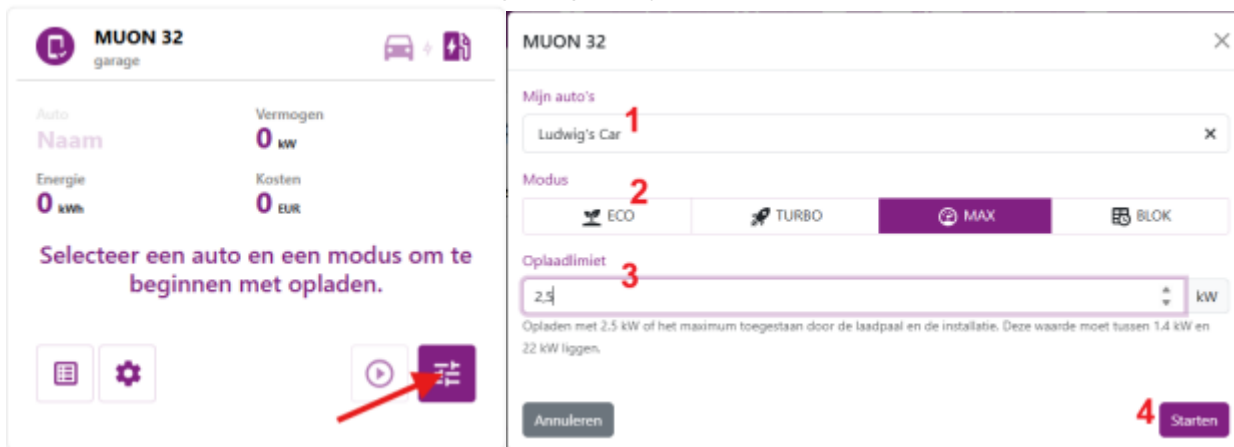 MUON 32
garage
Auto
Naam
Vermogen
0 kW
Energie
0 kWh
Kosten
0 EUR
Selecteer een auto en een modus om te
beginnen met opladen.
MUON 32
Mijn auto's
1
Ludwig's Car
Modus
2
ECO
TURBO
MAX
BLOK
Oplaadlimiet
3
2,5
kW
Opladen met 2.5 kW of het maximum toegestaan door de laadpaal en de installatie. Deze waarde moet tussen 1.4 kW en
22 kW liggen.
Annuleren
4
Starten